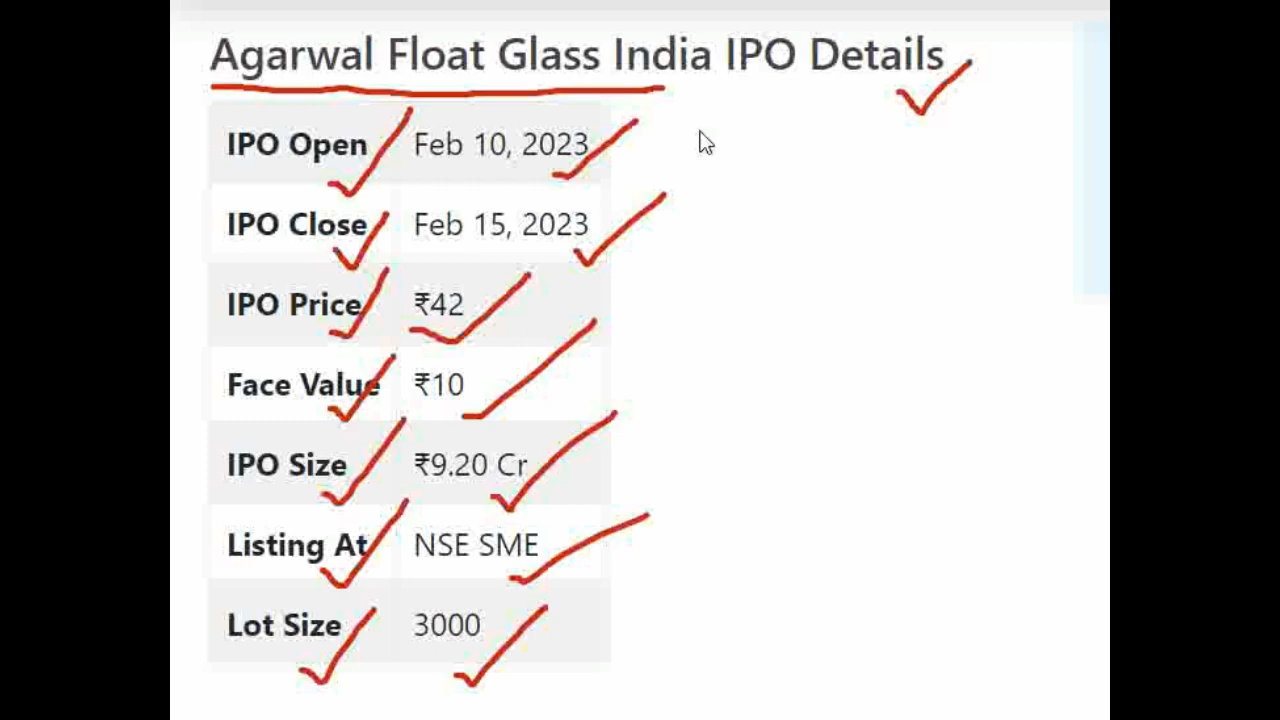 Agarwal Float Glass India IPO Details
IPO Open Feb 10, 2023
IPO Close Feb 15, 2023
IPO Price ₹42
Face Value ₹10
IPO Size ₹9.20 Cr
Listing At NSE SME
Lot Size 3000